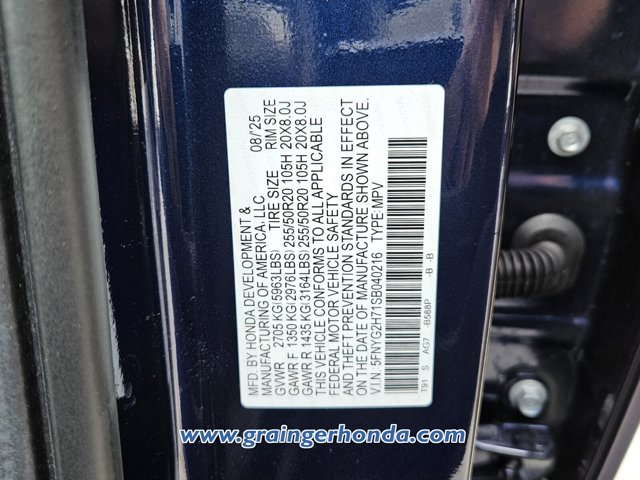 MFD. BY HONDA DEVELOPMENT &
MANUFACTURING OF AMERICA, LLC 08/25
GVWR 2705 KG(5963LBS) TIRE SIZE RIM SIZE
GAWR F 1350 KG(2976LBS) 255/50R20 105H 20X8.0J
GAWR R 1435 KG(3164LBS) 255/50R20 105H 20X8.0J
THIS VEHICLE CONFORMS TO ALL APPLICABLE
FEDERAL MOTOR VEHICLE SAFETY
AND THEFT PREVENTION STANDARDS IN EFFECT
ON THE DATE OF MANUFACTURE SHOWN ABOVE.
V.I.N. 5FNYG2H71SB040216 TYPE:MPV
T91 S AG7 -B588P -B -B
www.graingerhonda.com